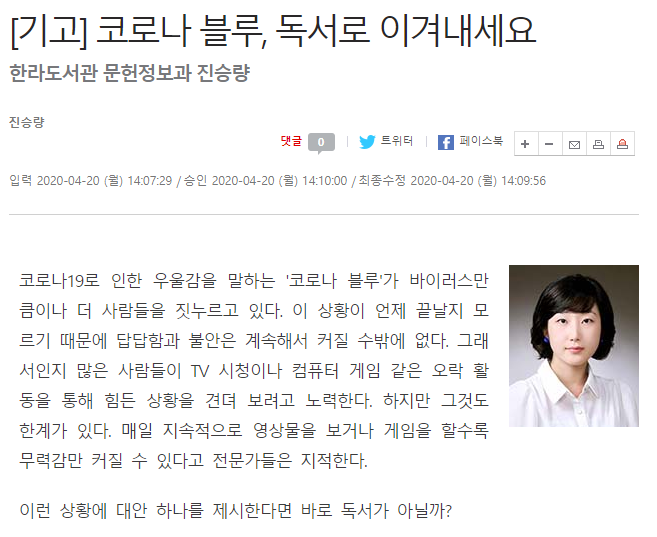 [기고] 코로나 블루, 독서로 이겨내세요
한라도서관 문헌정보과 진승량
진승량
댓글 0 트위터 페이스북
입력 2020-04-20 (월) 14:07:29 / 승인 2020-04-20 (월) 14:10:00 / 최종수정 2020-04-20 (월) 14:09:56
코로나19로 인한 우울감을 말하는 '코로나 블루'가 바이러스만
큼이나 더 사람들을 짓누르고 있다. 이 상황이 언제 끝날지 모
르기 때문에 답답함과 불안은 계속해서 커질 수밖에 없다. 그래
서인지 많은 사람들이 TV 시청이나 컴퓨터 게임 같은 오락 활
동을 통해 힘든 상황을 견뎌 보려고 노력한다. 하지만 그것도
한계가 있다. 매일 지속적으로 영상물을 보거나 게임을 할수록
무력감만 커질 수 있다고 전문가들은 지적한다.
이런 상황에 대안 하나를 제시한다면 바로 독서가 아닐까?